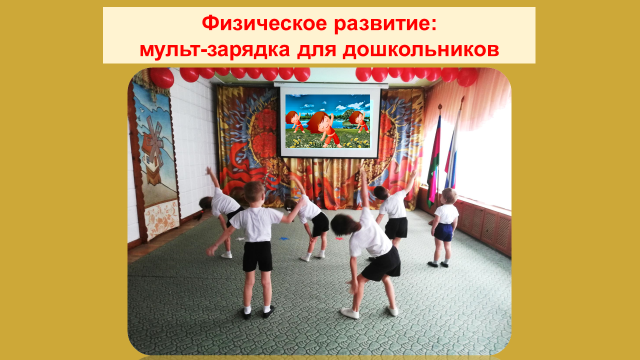 Физическое развитие:
мульт-зарядка для дошкольников